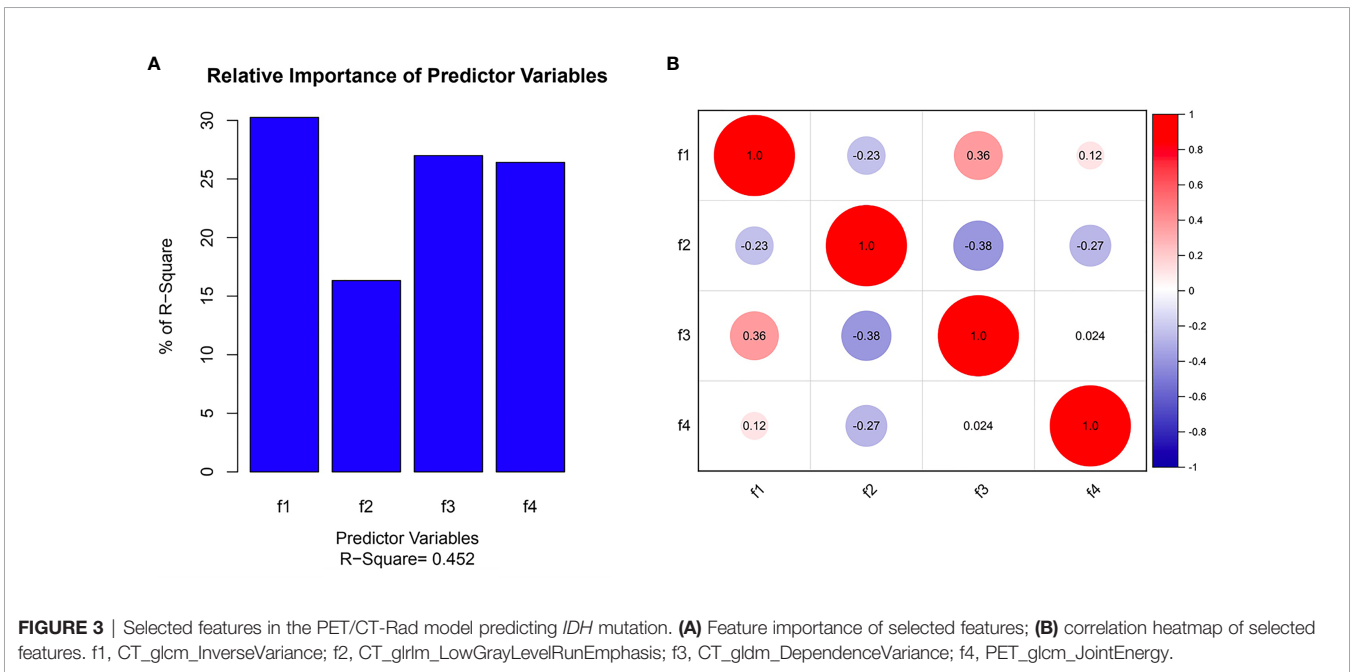 A
Relative Importance of Predictor Variables
30
25
20
15
10
5
0
% of R−Square
f1 f2 f3 f4
Predictor Variables
R−Square= 0.452
B
f1 1.0 -0.23 0.36 0.12
f2 -0.23 1.0 -0.38 -0.27
f3 0.36 -0.38 1.0 0.024
f4 0.12 -0.27 0.024 1.0
f1 f2 f3 f4
1
0.8
0.6
0.4
0.2
0
-0.2
-0.4
-0.6
-0.8
-1
FIGURE 3 | Selected features in the PET/CT-Rad model predicting IDH mutation. (A) Feature importance of selected features; (B) correlation heatmap of selected
features. f1, CT_glcm_InverseVariance; f2, CT_glrlm_LowGrayLevelRunEmphasis; f3, CT_gldm_DependenceVariance; f4, PET_glcm_JointEnergy.